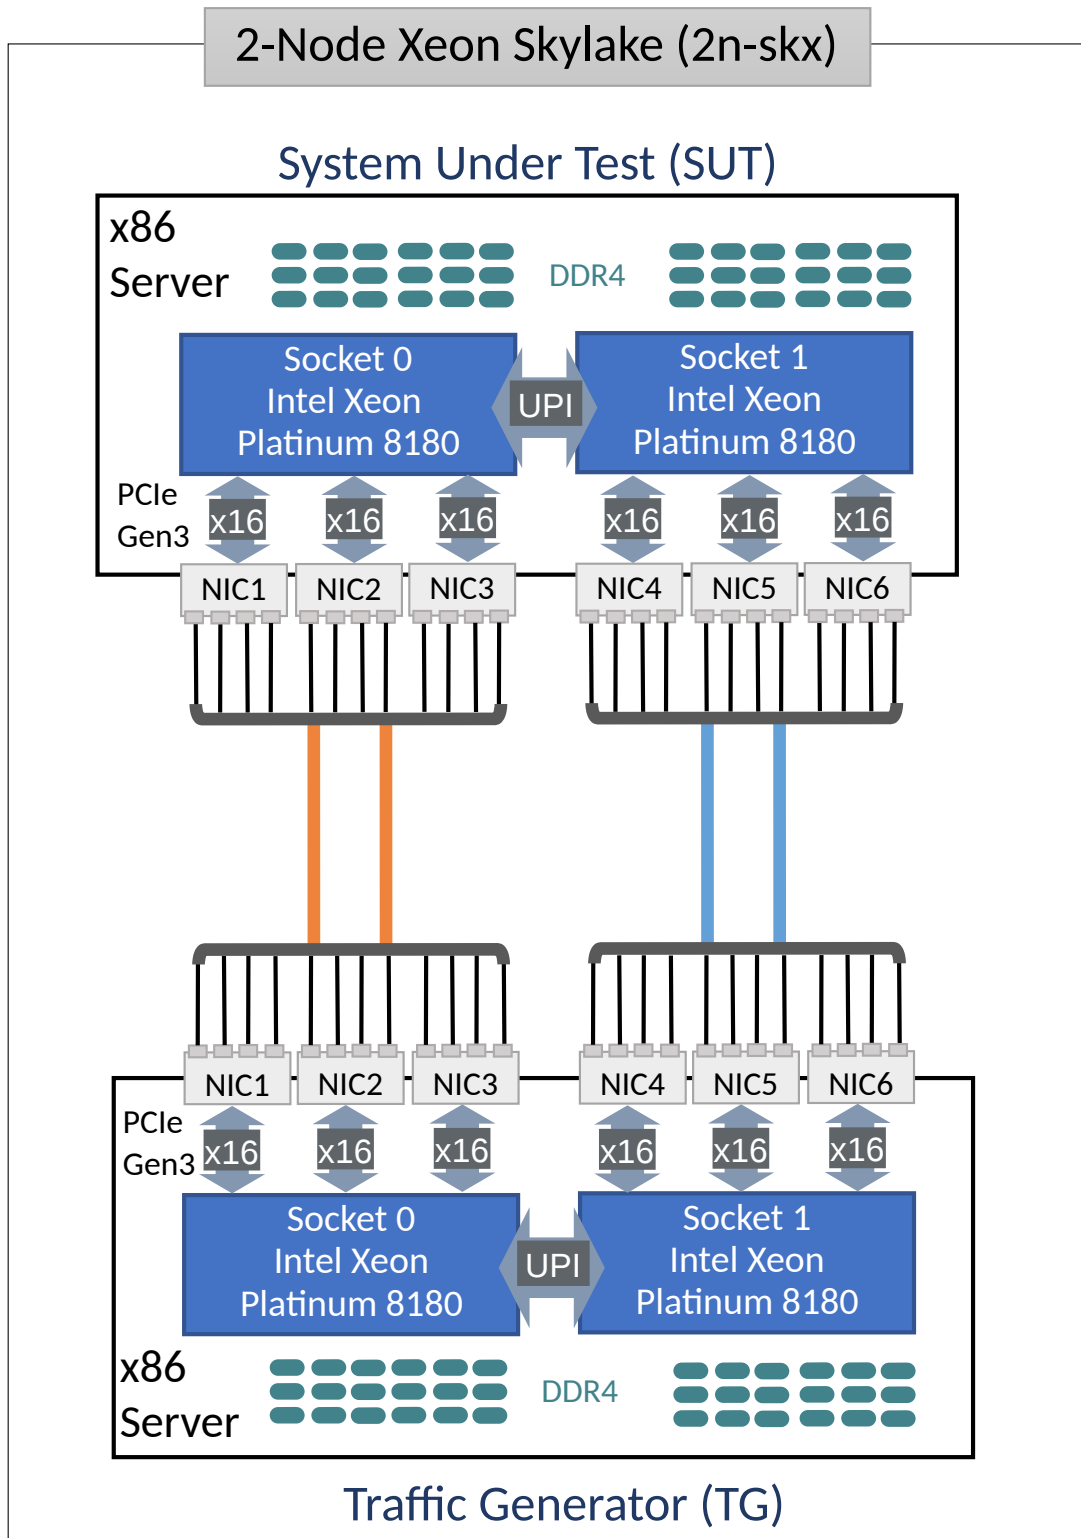 2-Node Xeon Skylake (2n-skx)
System Under Test (SUT)
x86
Server
DDR4
Socket 0
Intel Xeon
Platinum 8180
UPI
Socket 1
Intel Xeon
Platinum 8180
PCIe
Gen3
x16
x16
x16
x16
x16
x16
NIC1
NIC2
NIC3
NIC4
NIC5
NIC6
NIC1
NIC2
NIC3
NIC4
NIC5
NIC6
PCIe
Gen3
x16
x16
x16
x16
x16
x16
Socket 0
Intel Xeon
Platinum 8180
UPI
Socket 1
Intel Xeon
Platinum 8180
x86
Server
DDR4
Traffic Generator (TG)